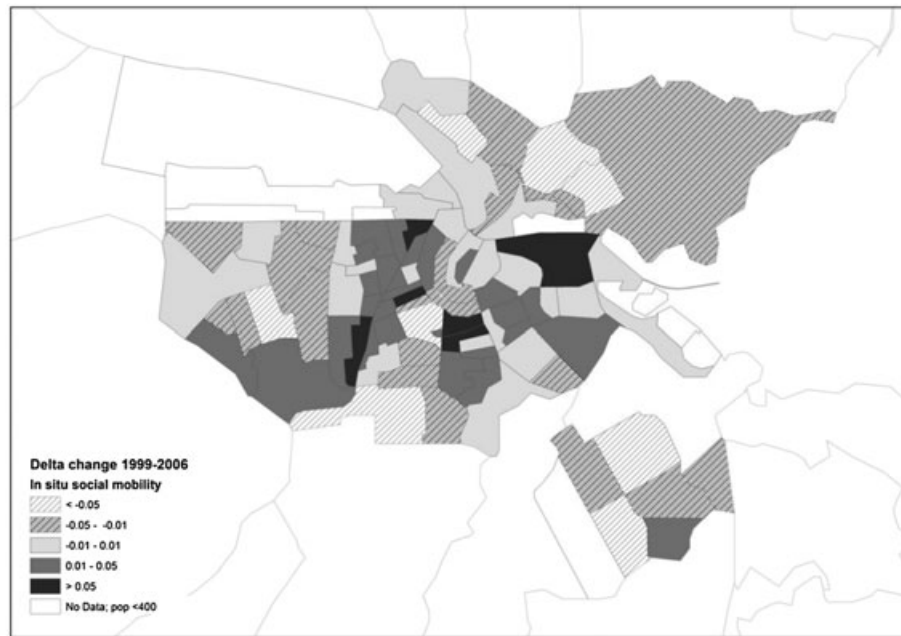 Delta change 1999-2006
In situ social mobility
< -0.05
-0.05 - -0.01
-0.01 - 0.01
0.01 - 0.05
> 0.05
No Data; pop <400